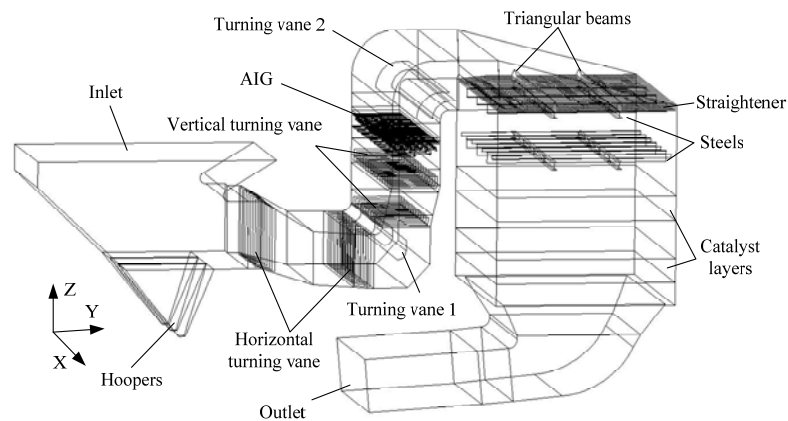 Triangular beams
Turning vane 2
AIG
Inlet
Straightener
Vertical turning vane
Steels
Catalyst
layers
Z
Y
X
Turning vane 1
Horizontal
turning vane
Hoopers
Outlet